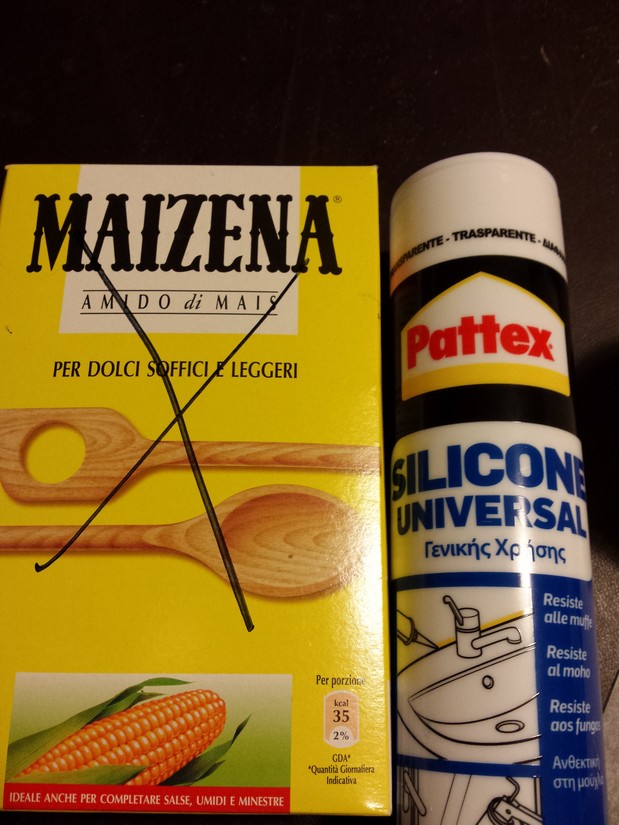 MAIZENA®
AMIDO di MAIS
PER DOLCI SOFFICI E LEGGERI
Per porzione
kcal
35
2%
GDA*
*Quantità Giornaliera
Indicativa
IDEALE ANCHE PER COMPLETARE SALSE, UMIDI E MINESTRE
- TRASPARENTE -
Pattex
SILICONE
UNIVERSAL
Γενικής Χρήσης
Resiste
alle muffe
Resiste
al moho
Resiste
aos fungos
στη μούχλα